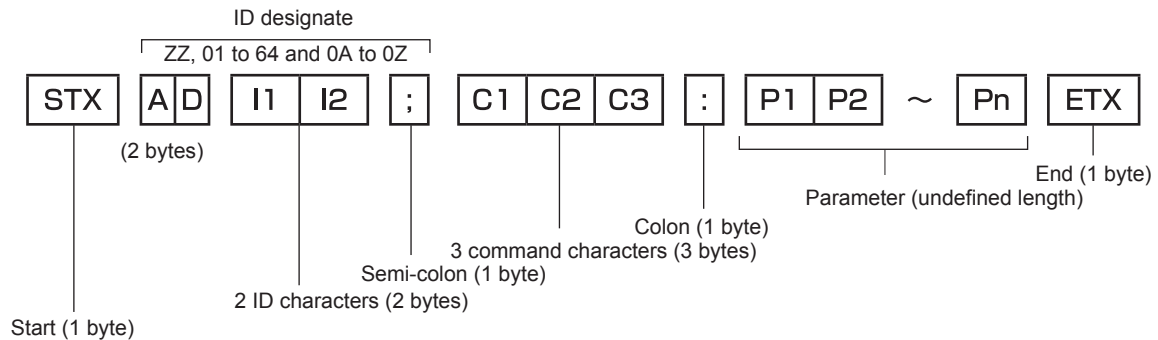 ID designate
ZZ, 01 to 64 and 0A to 0Z
STX A D I1 I2 ; C1 C2 C3 : P1 P2 ～ Pn ETX
(2 bytes)
End (1 byte)
Parameter (undefined length)
Colon (1 byte)
3 command characters (3 bytes)
Semi-colon (1 byte)
2 ID characters (2 bytes)
Start (1 byte)